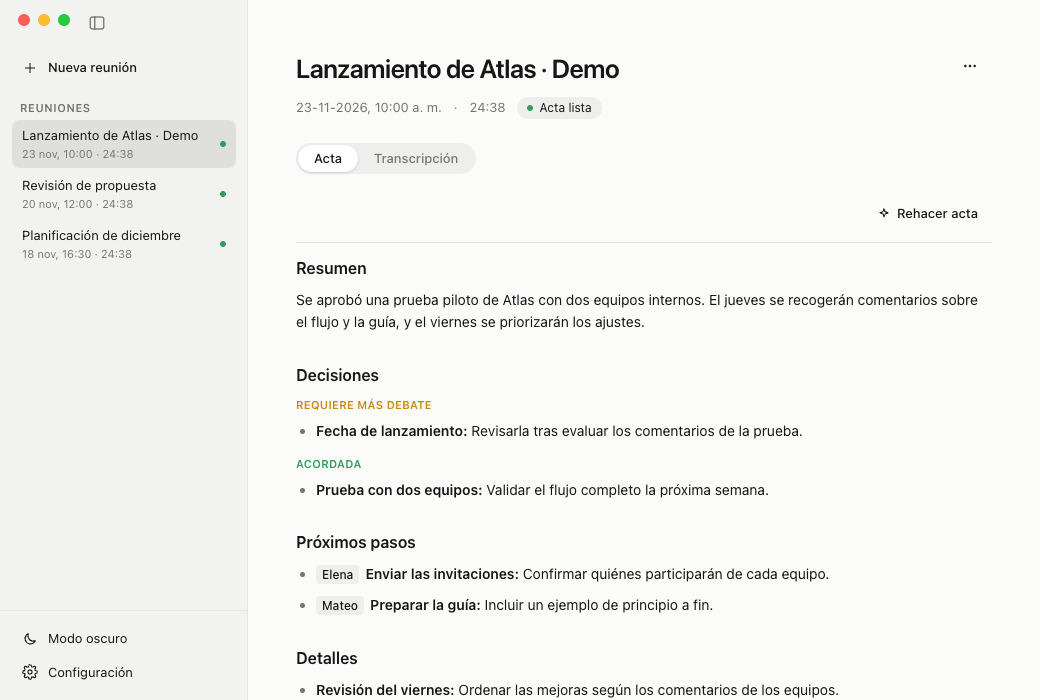 Nueva reunión
REUNIONES
Lanzamiento de Atlas · Demo
23 nov, 10:00 · 24:38
Revisión de propuesta
20 nov, 12:00 · 24:38
Planificación de diciembre
18 nov, 16:30 · 24:38
Modo oscuro
Configuración
Lanzamiento de Atlas · Demo
23-11-2026, 10:00 a. m. · 24:38 Acta lista
Acta Transcripción
Rehacer acta
Resumen
Se aprobó una prueba piloto de Atlas con dos equipos internos. El jueves se recogerán comentarios sobre
el flujo y la guía, y el viernes se priorizarán los ajustes.
Decisiones
REQUIERE MÁS DEBATE
• Fecha de lanzamiento: Revisarla tras evaluar los comentarios de la prueba.
ACORDADA
• Prueba con dos equipos: Validar el flujo completo la próxima semana.
Próximos pasos
• Elena Enviar las invitaciones: Confirmar quiénes participarán de cada equipo.
• Mateo Preparar la guía: Incluir un ejemplo de principio a fin.
Detalles
• Revisión del viernes: Ordenar las mejoras según los comentarios de los equipos.